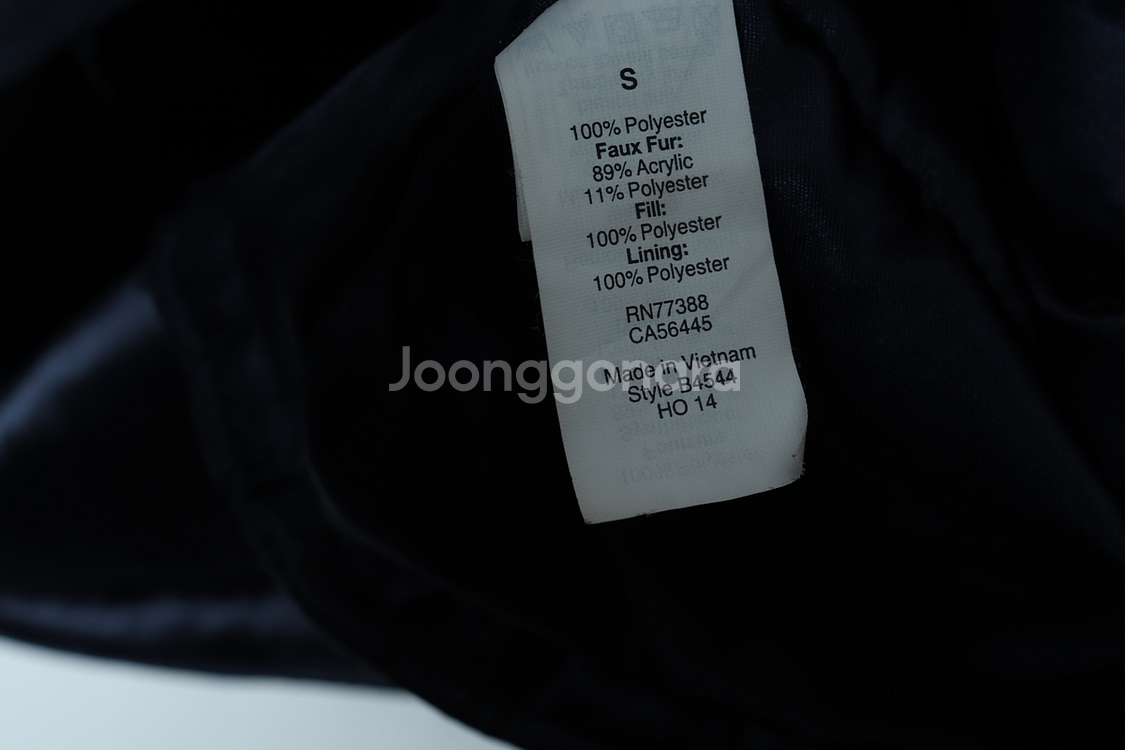 S
100% Polyester
Faux Fur:
89% Acrylic
11% Polyester
Fill:
100% Polyester
Lining:
100% Polyester
RN77388
CA56445
Made in Vietnam
Style B4544
HO 14
Joonggonara